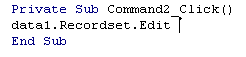 Private Sub Command2_Click()
data1.Recordset.Edit
End Sub